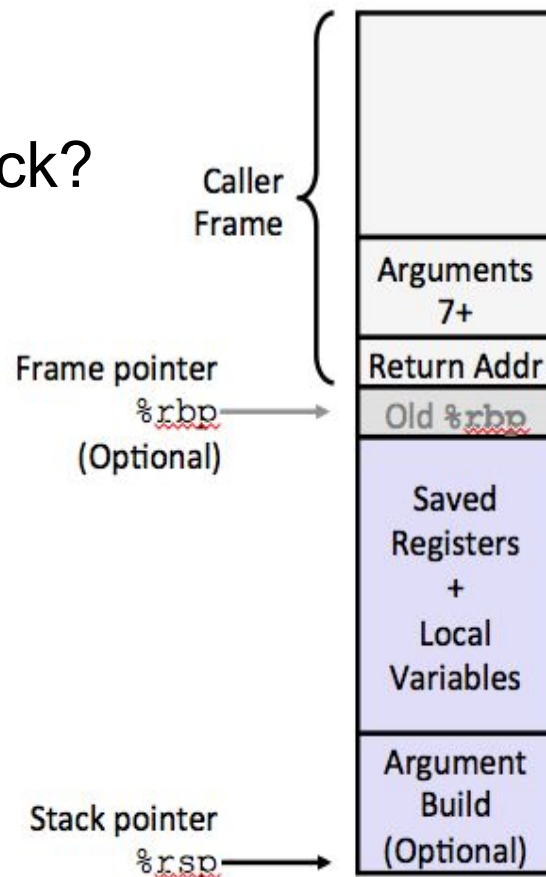 ck?
Caller
Frame
Arguments
7+
Return Addr
Frame pointer
%rbp
(Optional)
Old %rbp
Saved
Registers
+
Local
Variables
Argument
Build
(Optional)
Stack pointer
%rsp